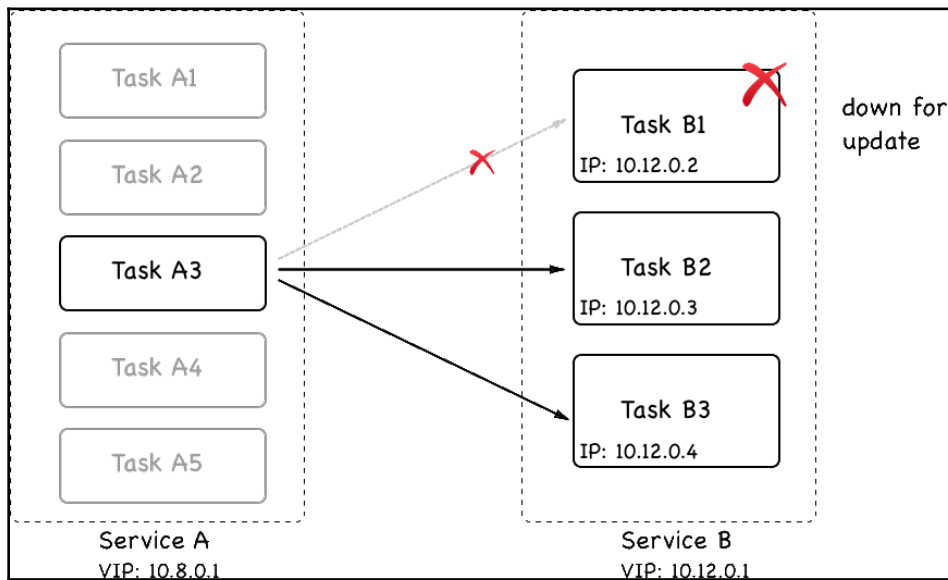 Task A1
Task A2
Task A3
Task A4
Task A5
Service A
VIP: 10.8.0.1
Task B1
IP: 10.12.0.2
Task B2
IP: 10.12.0.3
Task B3
IP: 10.12.0.4
Service B
VIP: 10.12.0.1
down for
update